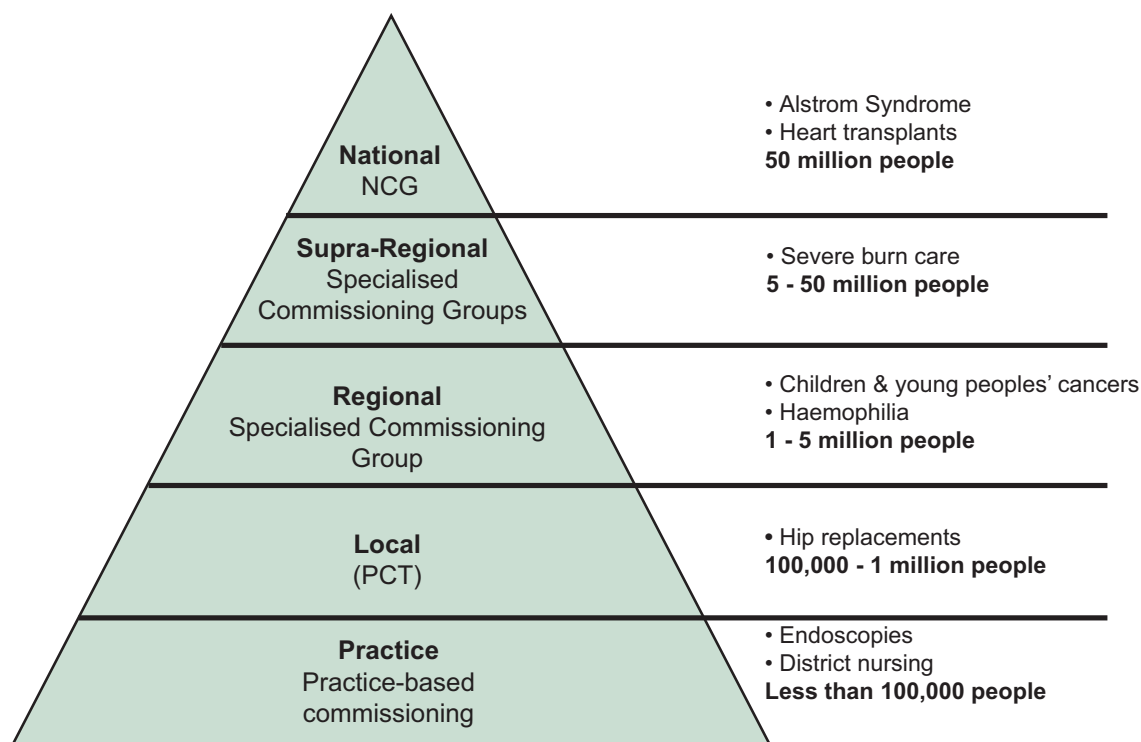 National
NCG
• Alstrom Syndrome
• Heart transplants
50 million people
Supra-Regional
Specialised
Commissioning Groups
• Severe burn care
5 - 50 million people
Regional
Specialised Commissioning
Group
• Children & young peoples’ cancers
• Haemophilia
1 - 5 million people
Local
(PCT)
• Hip replacements
100,000 - 1 million people
Practice
Practice-based
commissioning
• Endoscopies
• District nursing
Less than 100,000 people